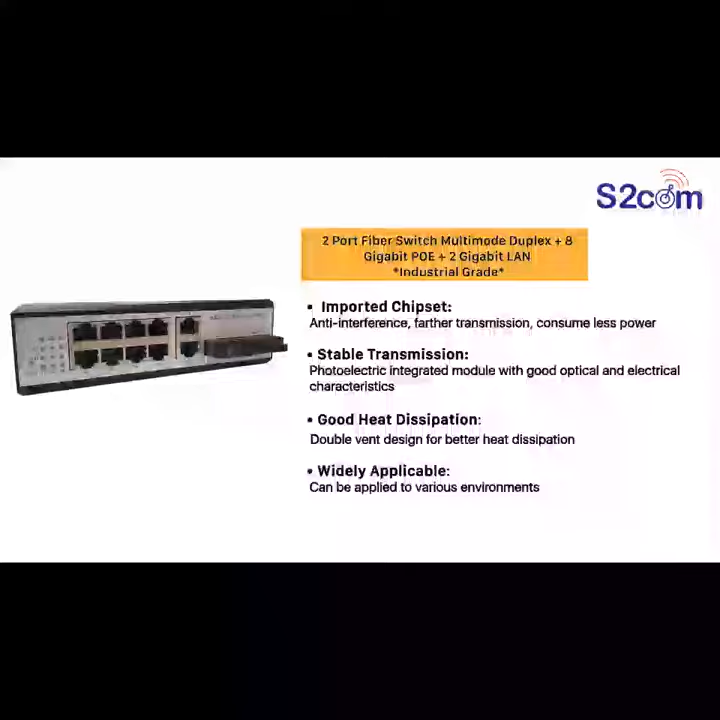 S2com
2 Port Fiber Switch Multimode Duplex + 8
Gigabit POE + 2 Gigabit LAN
*Industrial Grade*
• Imported Chipset:
Anti-interference, farther transmission, consume less power
• Stable Transmission:
Photoelectric integrated module with good optical and electrical
characteristics
• Good Heat Dissipation:
Double vent design for better heat dissipation
• Widely Applicable:
Can be applied to various environments